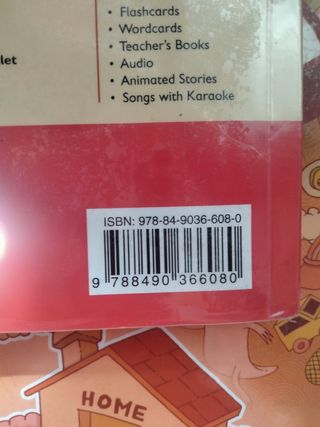 • Flashcards
• Wordcards
• Teacher's Books
let
• Audio
• Animated Stories
• Songs with Karaoke
ISBN: 978-84-9036-608-0
9 788490 366080
HOME